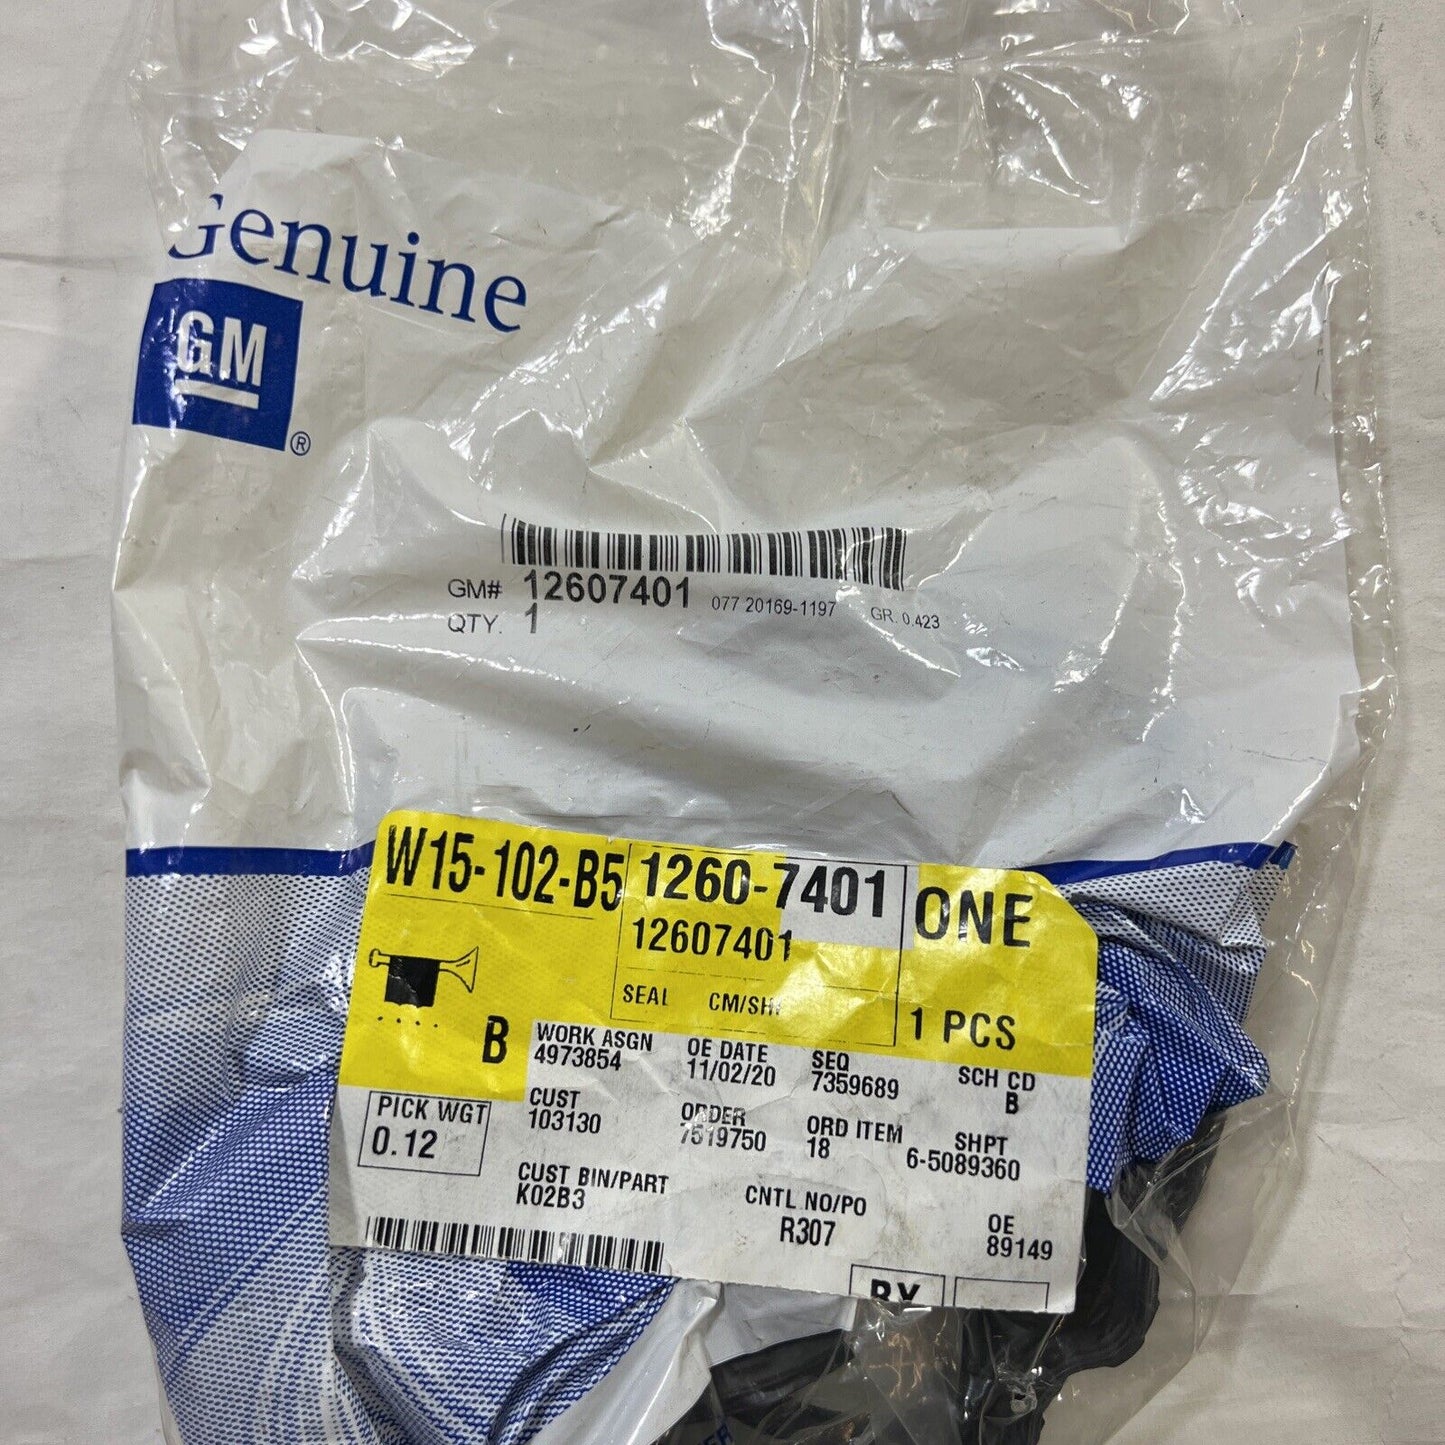 Genuine
GM
®
GM# 12607401 077 20169-1197 GR. 0.423
QTY. 1
W15-102-B5 1260-7401 ONE
12607401
SEAL CM/SH
B 1 PCS
WORK ASGN OE DATE SEQ SCH CD
4973854 11/02/20 7359689 B
PICK WGT CUST ORDER ORD ITEM SHPT
0.12 103130 7519750 18 6-5089360
CUST BIN/PART CNTL NO/PO OE
K02B3 R307 89149
BY